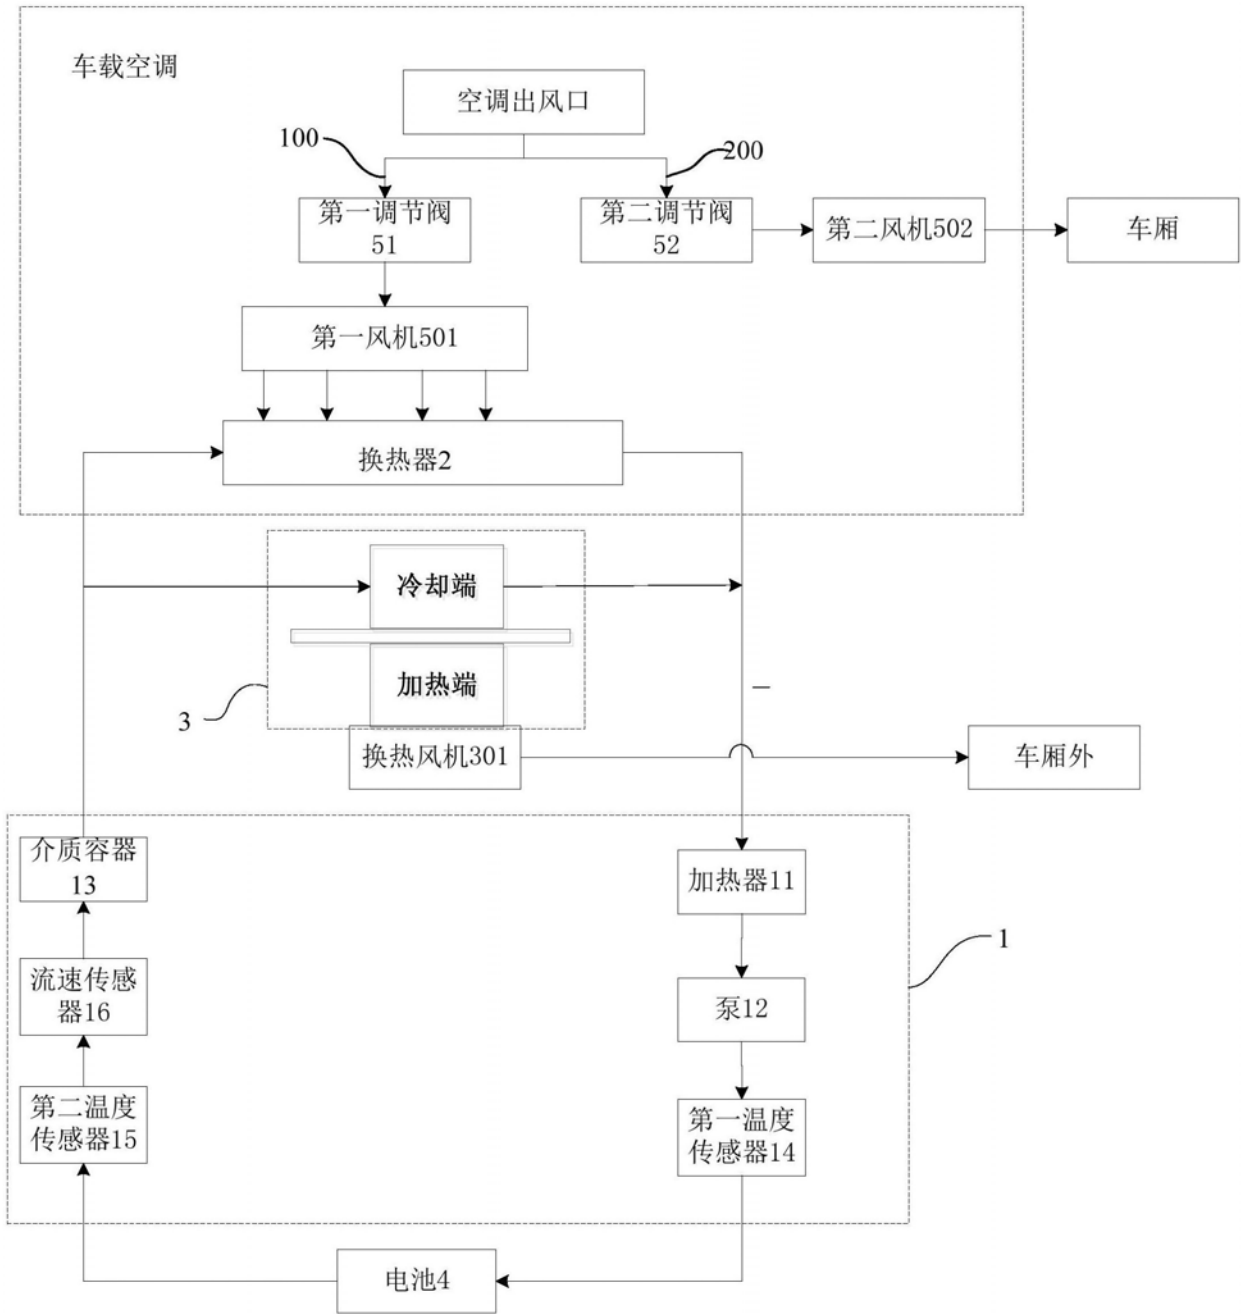 车载空调
空调出风口
100
200
第一调节阀
51
第二调节阀
52
第二风机502
车厢
第一风机501
换热器2
冷却端
加热端
3
换热风机301
车厢外
介质容器
13
加热器11
1
流速传感
器16
泵12
第二温度
传感器15
第一温度
传感器14
电池4